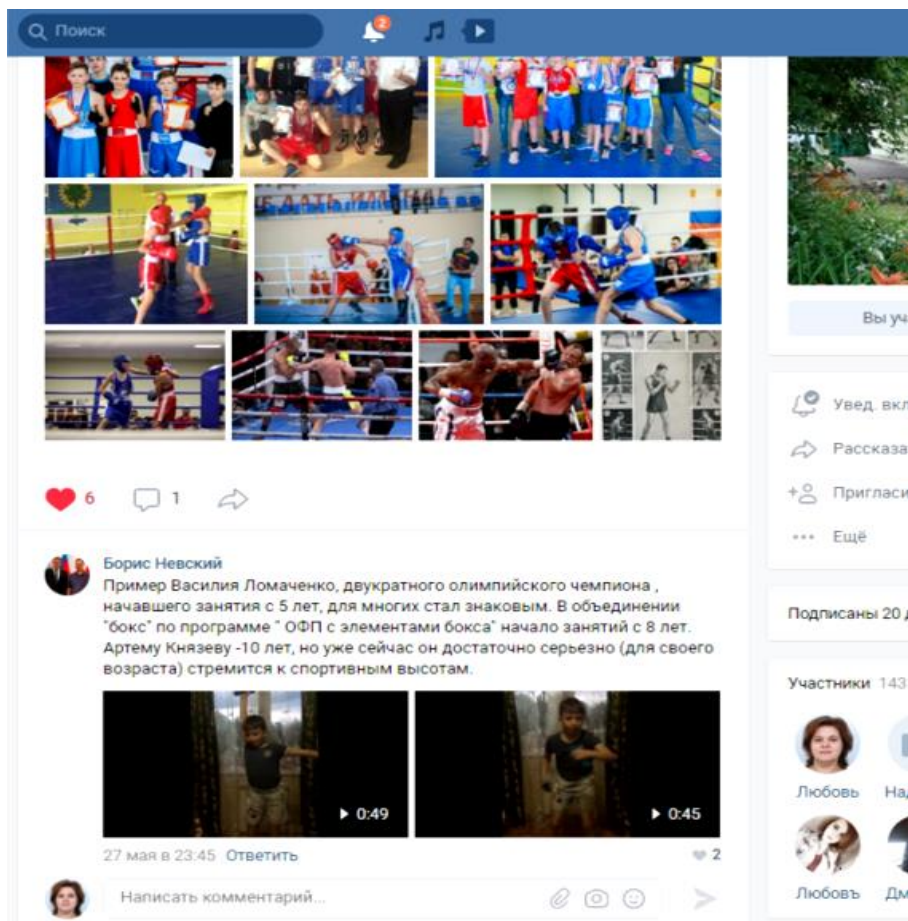 Поиск
2
6
1
Борис Невский
Пример Василия Ломаченко, двукратного олимпийского чемпиона ,
начавшего занятия с 5 лет, для многих стал знаковым. В объединении
"бокс" по программе " ОФП с элементами бокса" начало занятий с 8 лет.
Артему Князеву -10 лет, но уже сейчас он достаточно серьезно (для своего
возраста) стремится к спортивным высотам.
0:49
0:45
27 мая в 23:45 Ответить
2
Написать комментарий...
Вы уч
Увед. вкл
Рассказа
Пригласи
Ещё
Подписаны 20 д
Участники 143
Любовь На
Любовъ Дм